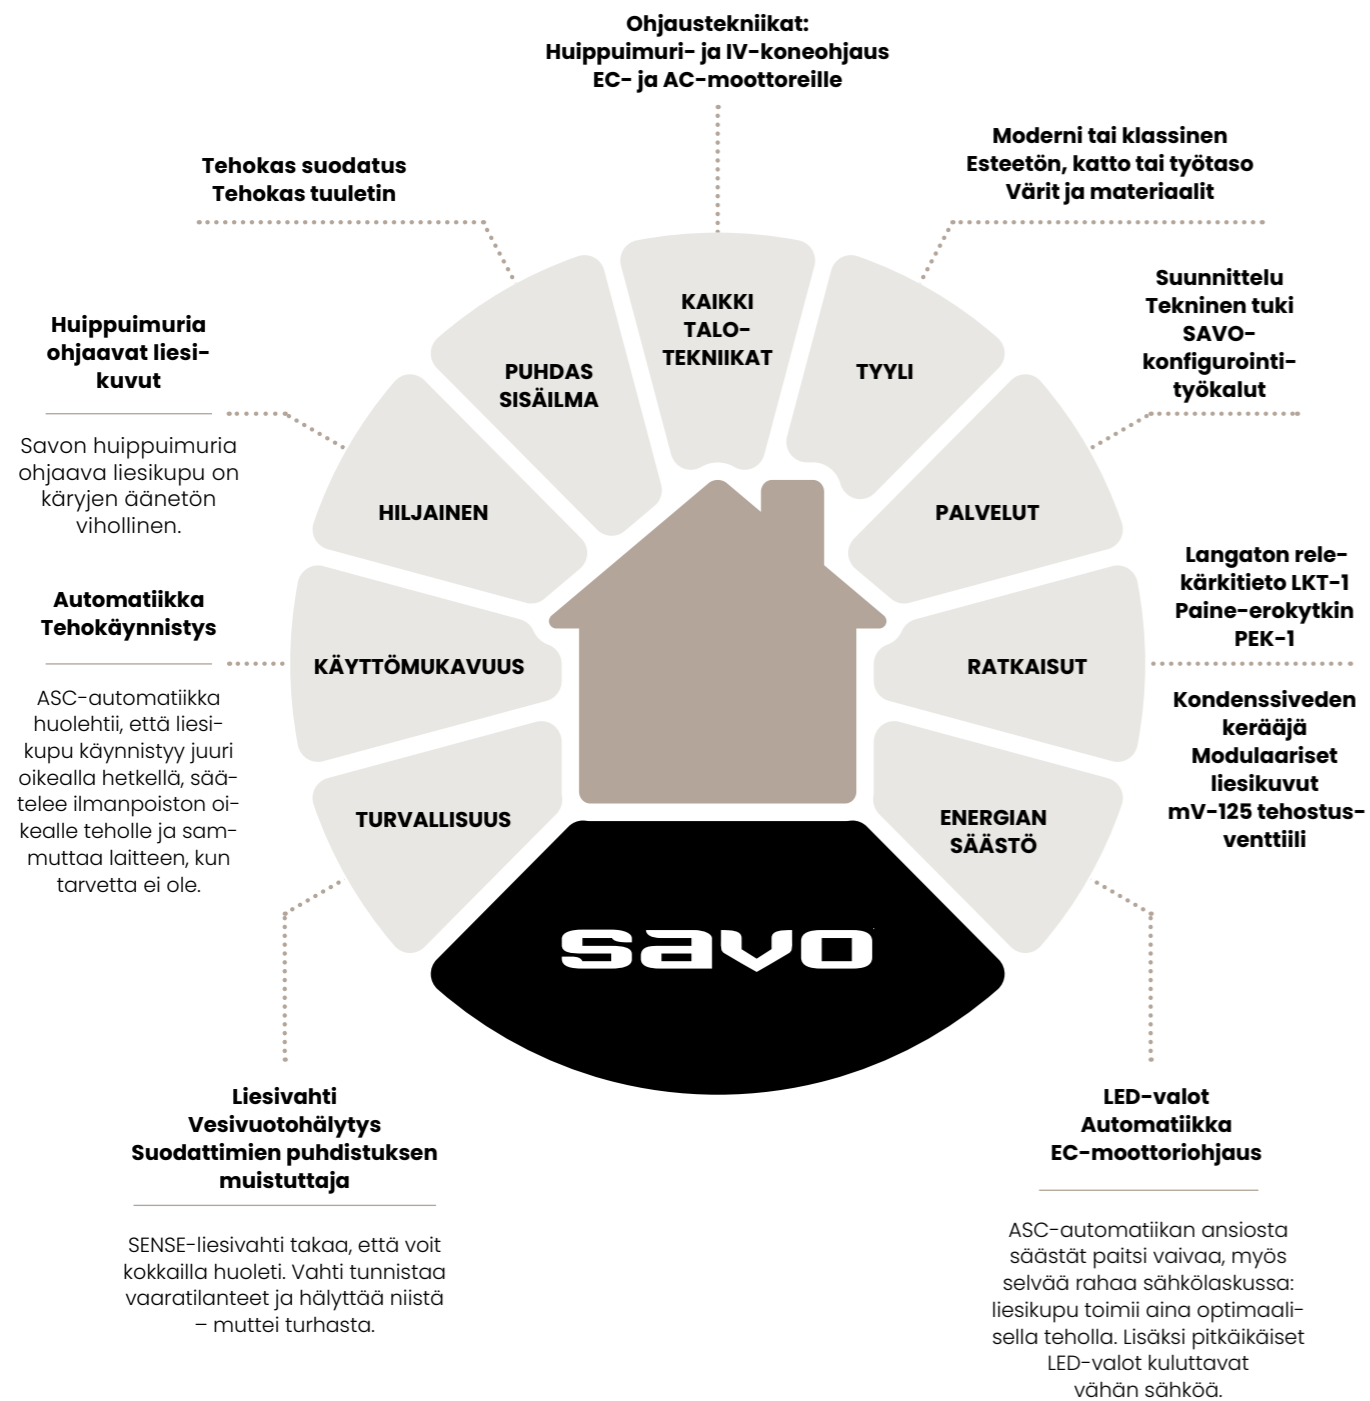 Ohjaustekniikat:
Huippuimuri- ja IV-koneohjaus
EC- ja AC-moottoreille
Tehokas suodatus
Tehokas tuuletin
Moderni tai klassinen
Esteetön, katto tai työtaso
Värit ja materiaalit
Suunnittelu
Tekninen tuki
SAVO-
konfigurointi-
työkalut
Huippuimuria
ohjaavat liesi-
kuvut
Savon huippuimuria
ohjaava liesikupu on
käryjen äänetön
vihollinen.
KAIKKI
TALO-
TEKNIIKAT
PUHDAS
SISÄILMA
TYYLI
HILJAINEN
PALVELUT
Automatiikka
Tehokäynnistys
ASC-automatiikka
huolehtii, että liesi-
kupu käynnistyy juuri
oikealla hetkellä, sää-
telee ilmanpoiston oi-
kealle teholle ja sam-
muttaa laitteen, kun
tarvetta ei ole.
KÄYTTÖMUKAVUUS
RATKAISUT
Langaton rele-
kärkitieto LKT-1
Paine-erokytkin
PEK-1
Kondenssiveden
kerääjä
Modulaariset
liesikuvut
mV-125 tehostus-
venttiili
TURVALLISUUS
ENERGIAN
SÄÄSTÖ
savo
Liesivahti
Vesivuotohälytys
Suodattimien puhdistuksen
muistuttaja
SENSE-liesivahti takaa, että voit
kokkailla huoleti. Vahti tunnistaa
vaaratilanteet ja hälyttää niistä
– muttei turhasta.
LED-valot
Automatiikka
EC-moottoriohjaus
ASC-automatiikan ansiosta
säästät paitsi vaivaa, myös
selvää rahaa sähkölaskussa:
liesikupu toimii aina optimaali-
sella teholla. Lisäksi pitkäikäiset
LED-valot kuluttavat
vähän sähköä.